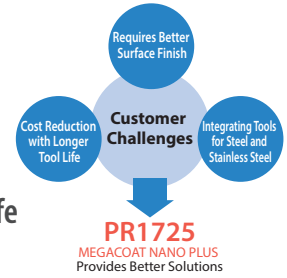 Requires Better
Surface Finish
Cost Reduction
with Longer
Tool Life
Customer
Challenges
Integrating Tools
for Steel and
Stainless Steel
fe
PR1725
MEGACOAT NANO PLUS
Provides Better Solutions